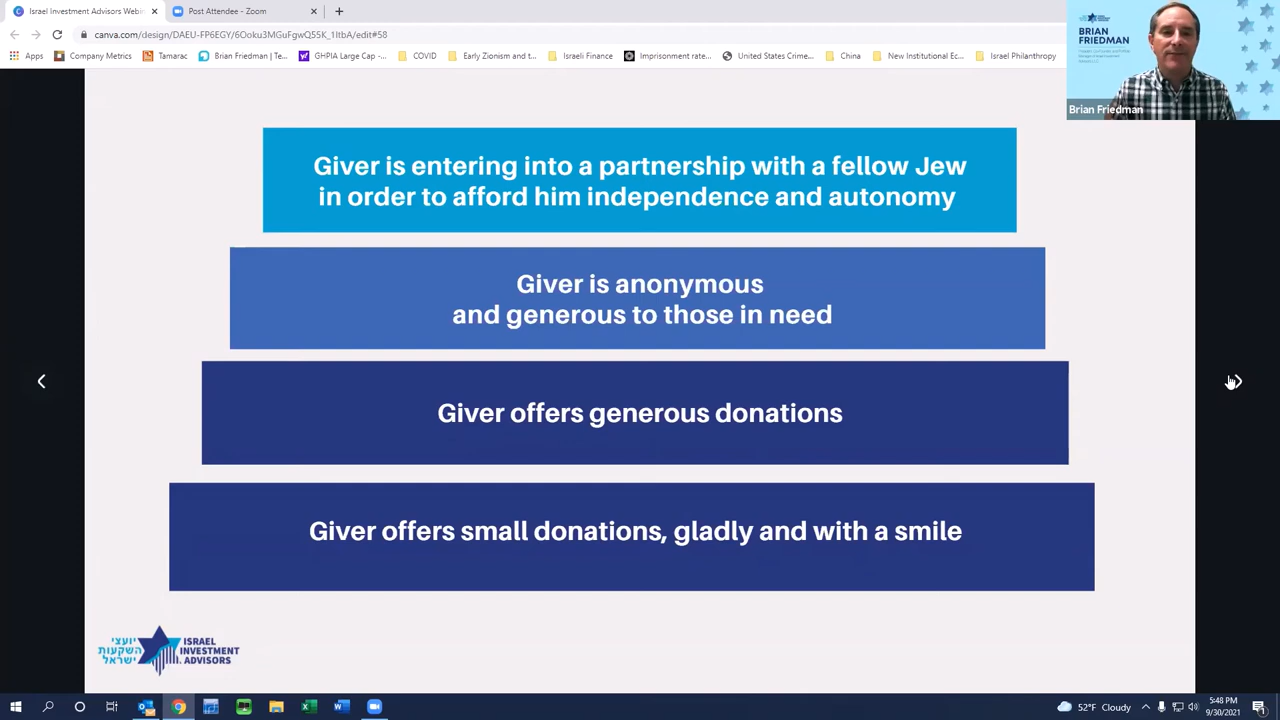 Israel Investment Advisors Webin
Post Attendee - Zoom
canva.com/design/DAEU-FP6EGY/6Ooku3MGuFgwQ55K_1ItbA/edit#58
Apps
Company Metrics
Tamarac
Brian Friedman | Te...
GHPIA Large Cap
COVID
Early Zionism and t...
Israeli Finance
Imprisonment rate...
United States Crime...
China
New Institutional Ec...
Israel Philanthropy
BRIAN
FRIEDMAN
Brian Friedman
Giver is entering into a partnership with a fellow Jew
in order to afford him independence and autonomy
Giver is anonymous
and generous to those in need
Giver offers generous donations
Giver offers small donations, gladly and with a smile
יועצי
השקעות
ישראל
ISRAEL
INVESTMENT
ADVISORS
52°F Cloudy
5:48 PM
9/30/2021